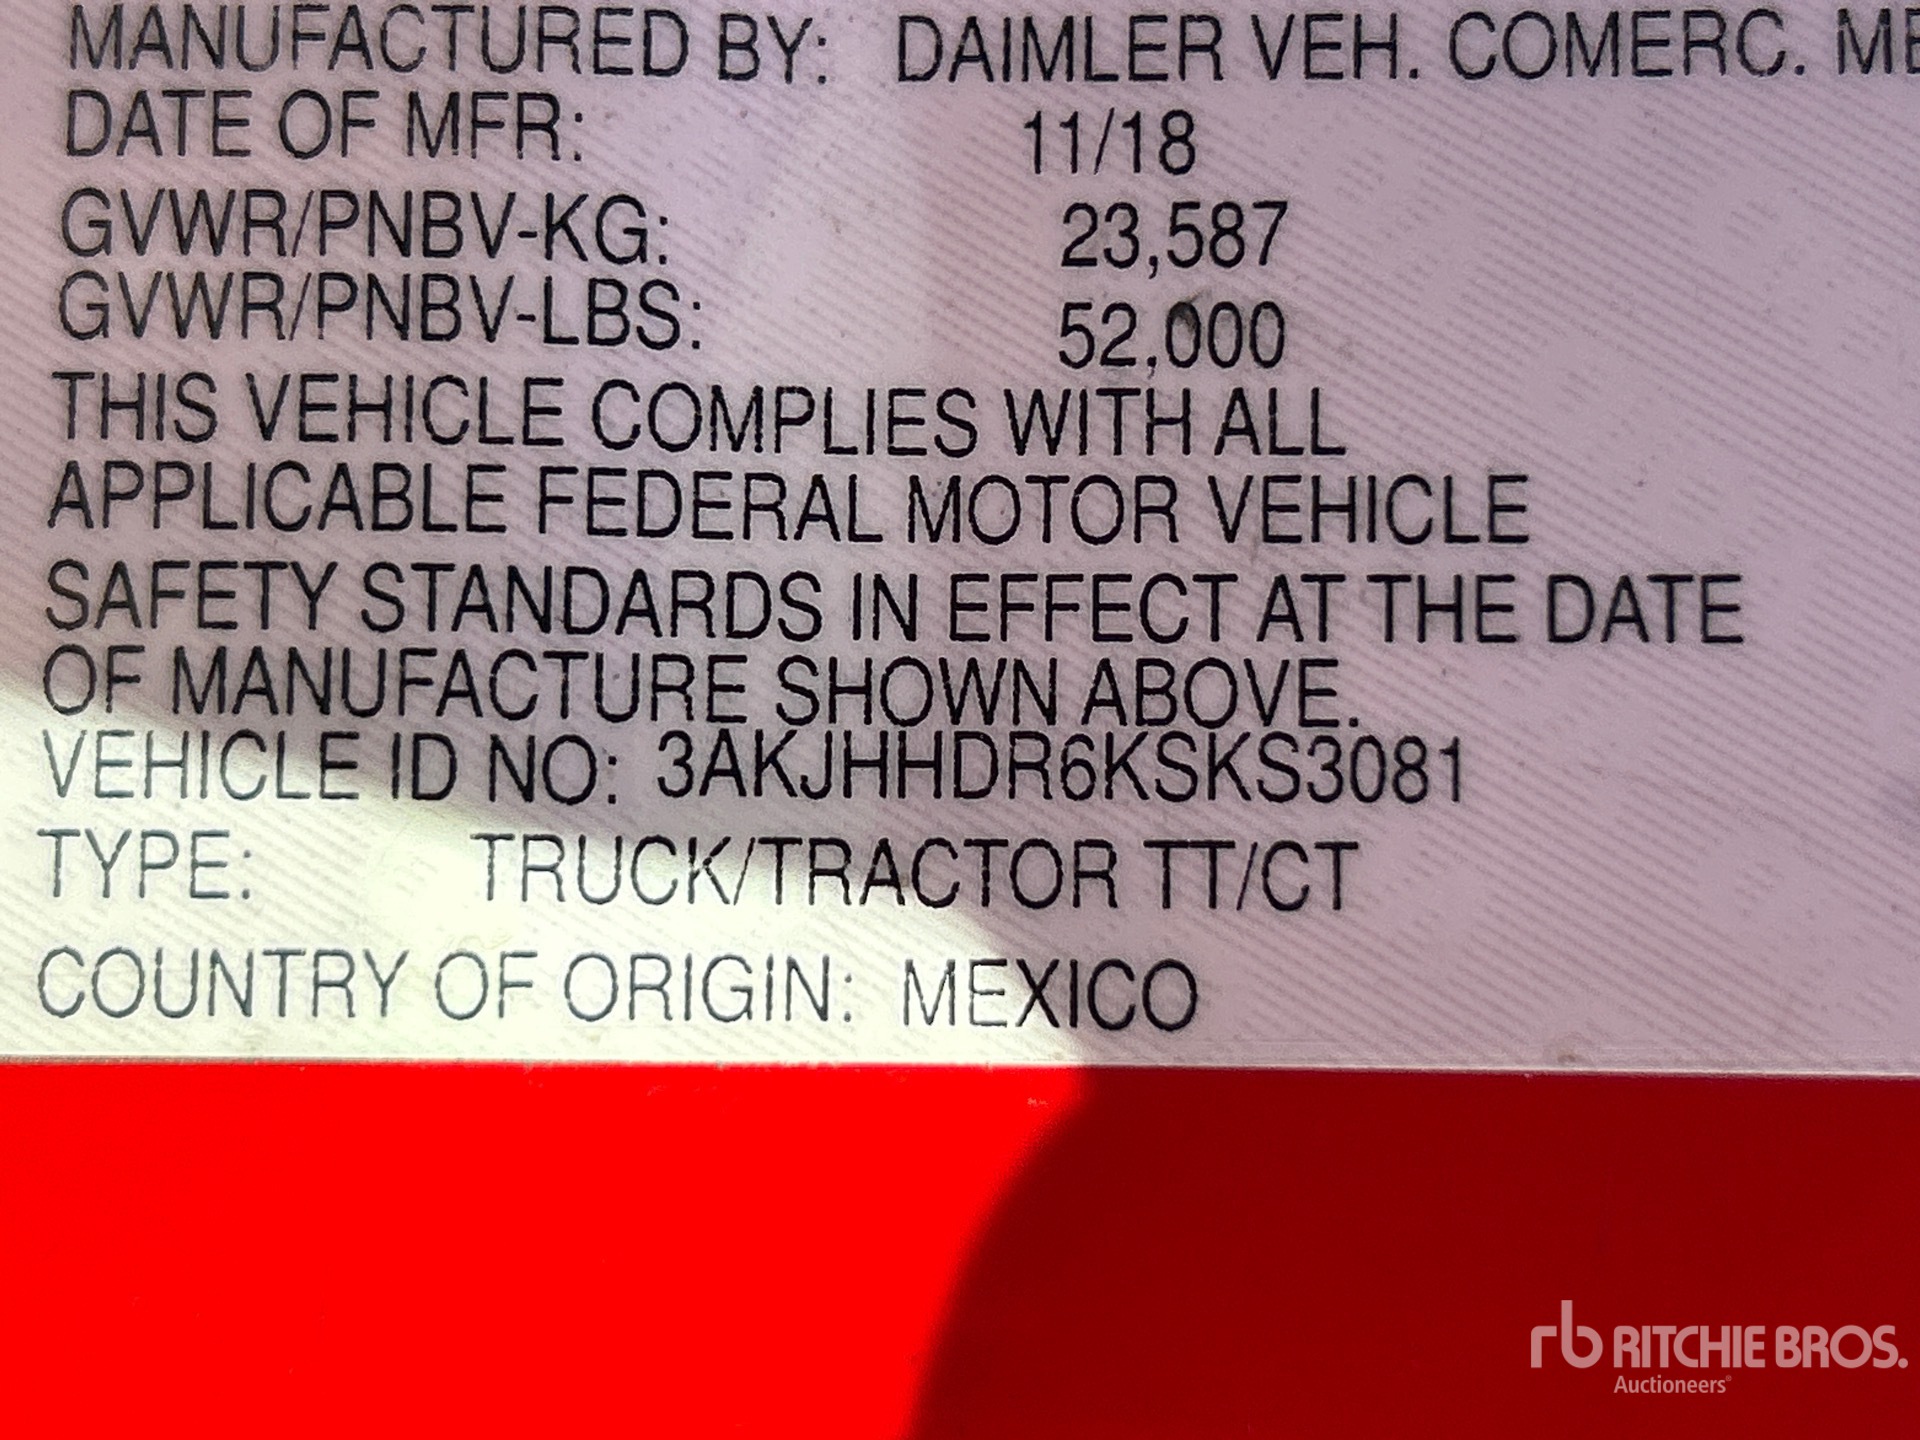 MANUFACTURED BY: DAIMLER VEH. COMERC. ME
DATE OF MFR: 11/18
GVWR/PNBV-KG: 23,587
GVWR/PNBV-LBS: 52,000
THIS VEHICLE COMPLIES WITH ALL
APPLICABLE FEDERAL MOTOR VEHICLE
SAFETY STANDARDS IN EFFECT AT THE DATE
OF MANUFACTURE SHOWN ABOVE.
VEHICLE ID NO: 3AKJHHDR6KSKS3081
TYPE: TRUCK/TRACTOR TT/CT
COUNTRY OF ORIGIN: MEXICO
rb RITCHIE BROS.
Auctioneers®